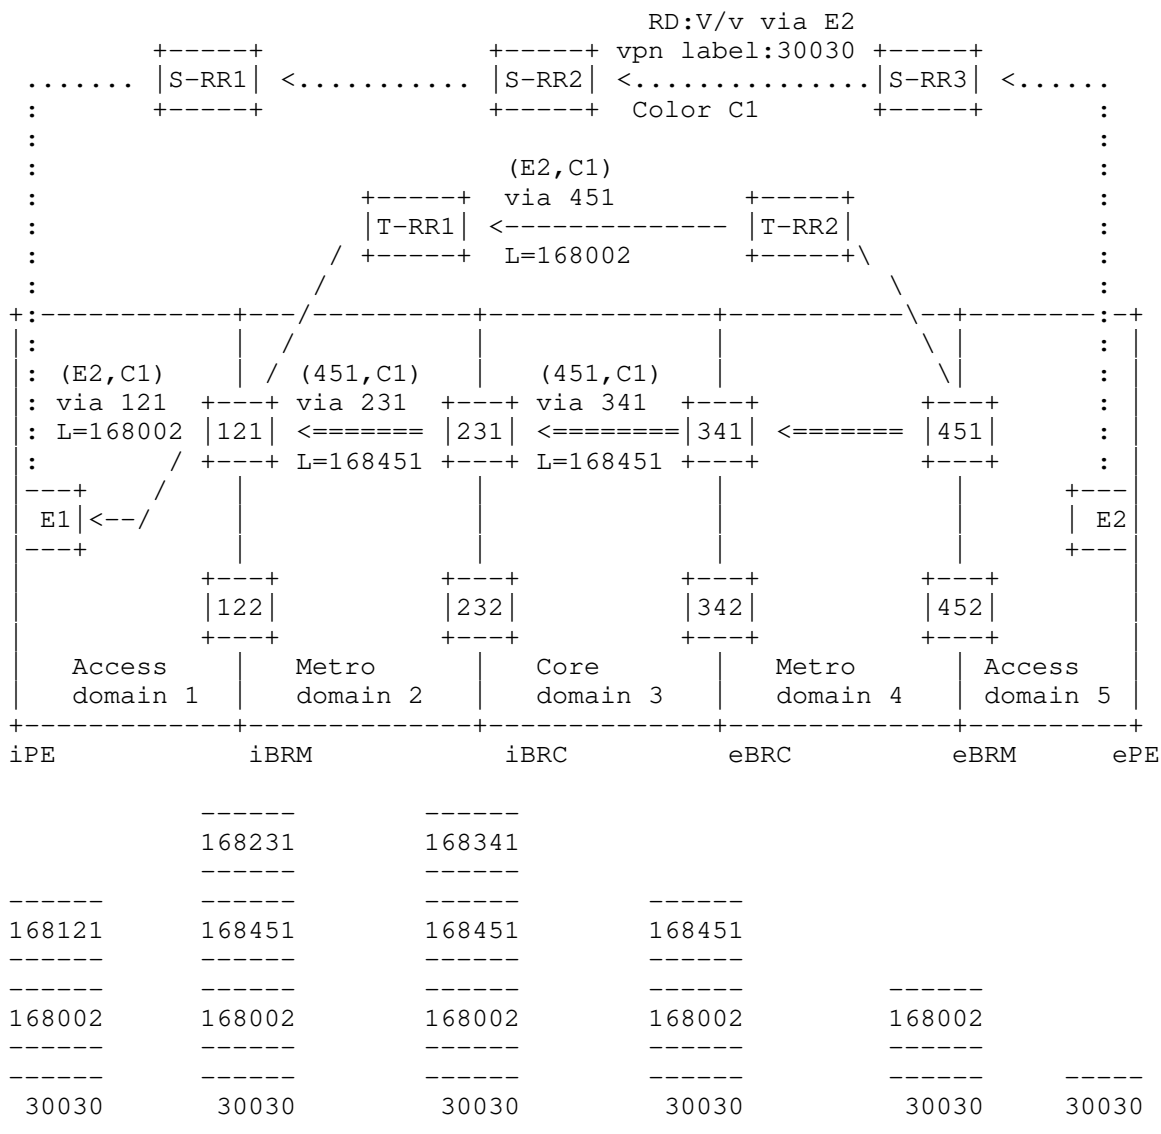 RD:V/v via E2
+-----+ +-----+ vpn label:30030 +-----+
....... |S-RR1| <........... |S-RR2| <...............|S-RR3| <......
: +-----+ +-----+ Color C1 +-----+ :
: :
: (E2,C1) :
: +-----+ via 451 +-----+ :
: |T-RR1| <-------------- |T-RR2| :
: / +-----+ L=168002 +-----+\ :
: / \ :
+:-------------+---/-----------+---------------+---------- --+--------:-+
|: | / | | \ | : |
|: (E2,C1) | / (451,C1) | (451,C1) | \| : |
|: via 121 +---+ via 231 +---+ via 341 +---+ +---+ : |
|: L=168002 |121| <======= |231| <========|341| <======= |451| : |
|: / +---+ L=168451 +---+ L=168451 +---+ +---+ : |
|---+ / | | | | +---|
| E1|<--/ | | | | | E2|
|---+ | | | | +---|
| +---+ +---+ +---+ +---+ |
| |122| |232| |342| |452| |
| +---+ +---+ +---+ +---+ |
| Access | Metro | Core | Metro | Access |
| domain 1 | domain 2 | domain 3 | domain 4 | domain 5 |
+-------------+---------------+---------------+---------------+-----------+
iPE iBRM iBRC eBRC eBRM ePE
------ ------
168231 168341
------ ------
------ ------ ------ ------
168121 168451 168451 168451
------ ------ ------ ------
------ ------ ------ ------ ------
168002 168002 168002 168002 168002
------ ------ ------ ------ ------
------ ------ ------ ------ ------ -----
30030 30030 30030 30030 30030 30030